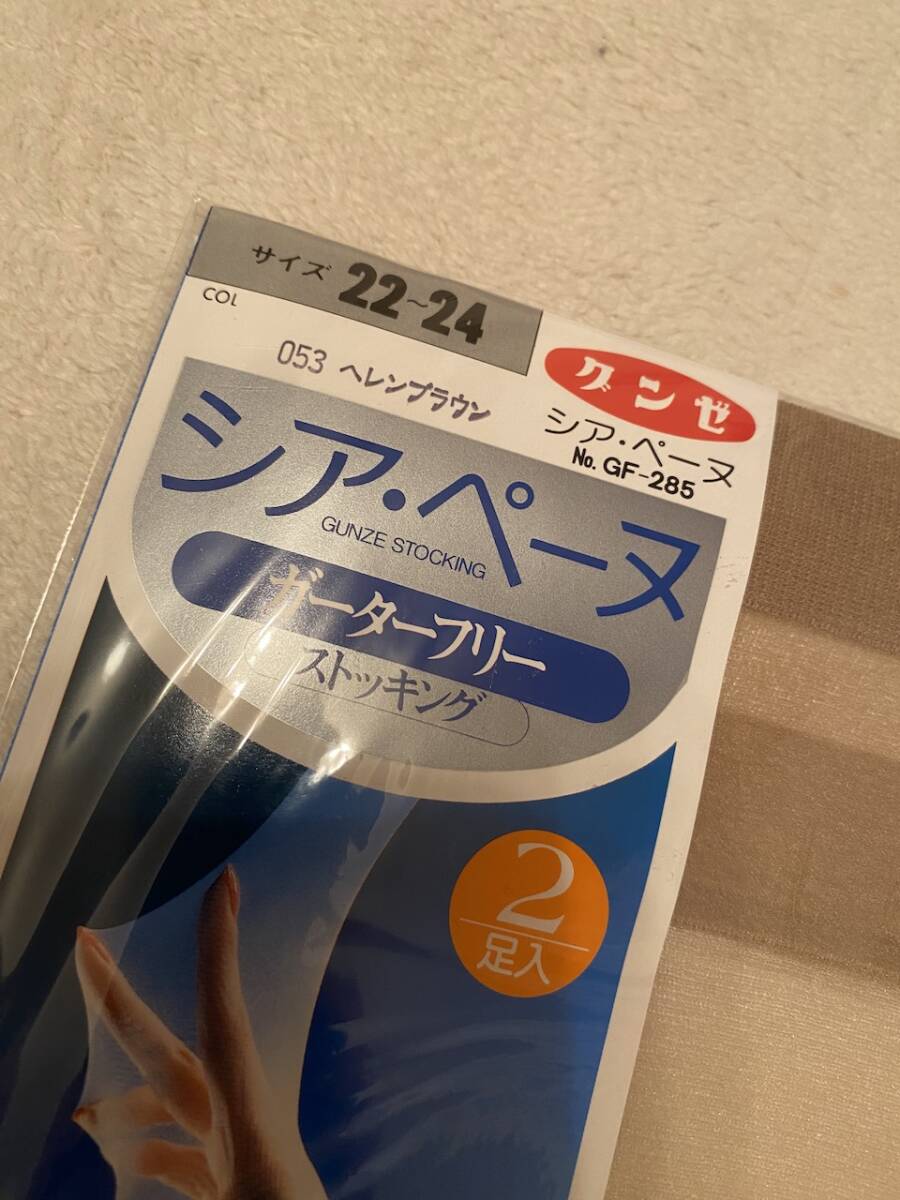 サイズ 22~24
COL
053 ヘレンブラウン
グンゼ
シア・ペーヌ
No. GF-285
シア・ペーヌ
GUNZE STOCKING
ガーターフリー
ストッキング
2
足入